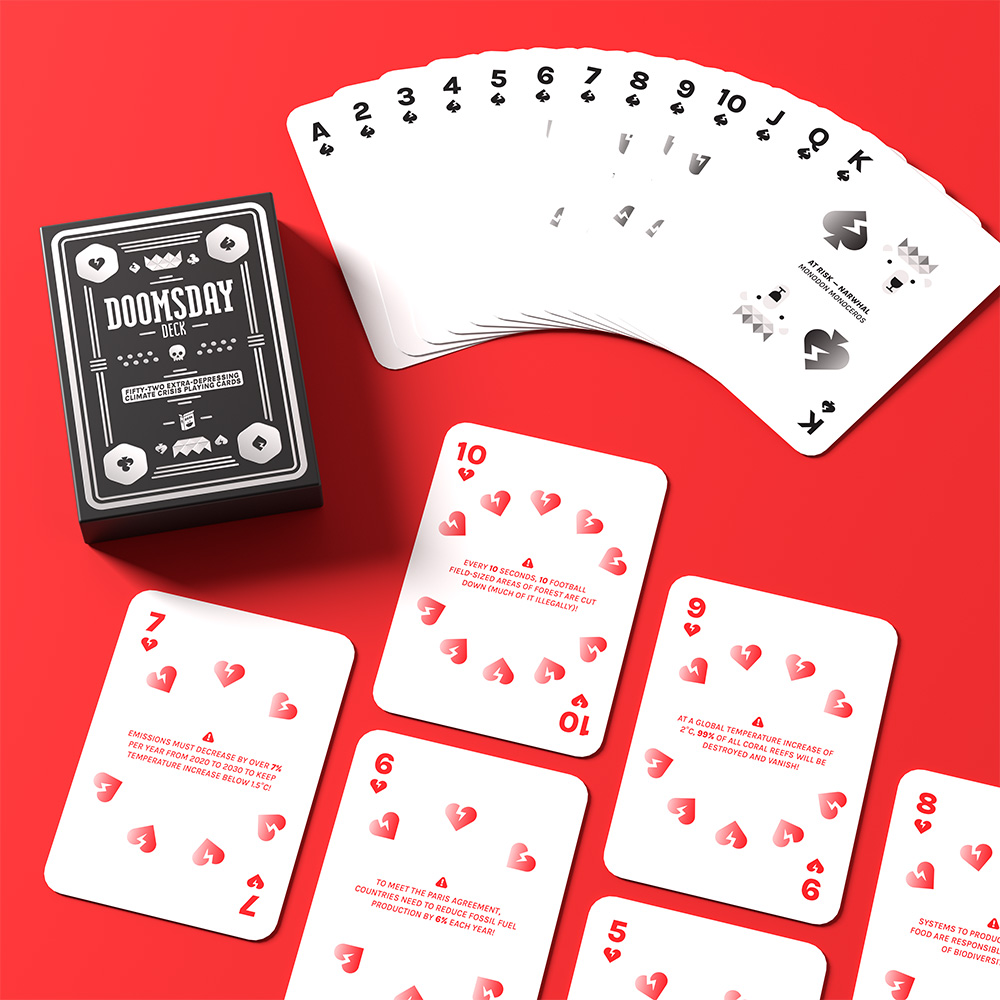 A
2
3
4
5
6
7
8
9
10
J
Q
K
AT RISK – NARWHAL
MONODON MONOCEROS
K
DOOMSDAY
DECK
FIFTY-TWO EXTRA-DEPRESSING
CLIMATE CRISIS PLAYING CARDS
10
EVERY 10 SECONDS, 10 FOOTBALL
FIELD-SIZED AREAS OF FOREST ARE CUT
DOWN (MUCH OF IT ILLEGALLY)!
10
7
EMISSIONS MUST DECREASE BY OVER 7%
PER YEAR FROM 2020 TO 2030 TO KEEP
TEMPERATURE INCREASE BELOW 1.5°C!
7
9
AT A GLOBAL TEMPERATURE INCREASE OF
2°C, 99% OF ALL CORAL REEFS WILL BE
DESTROYED AND VANISH!
9
6
TO MEET THE PARIS AGREEMENT,
COUNTRIES NEED TO REDUCE FOSSIL FUEL
PRODUCTION BY 6% EACH YEAR!
8
SYSTEMS TO
FOOD ARE
OF
5